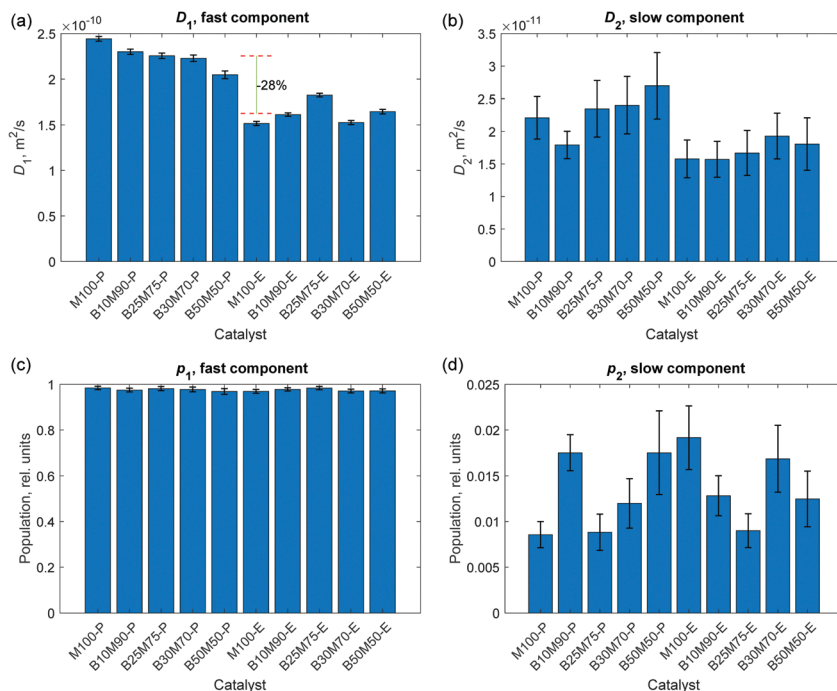 (a)
D1, fast component
×10-10
2.5
2
1.5
1
0.5
0
D1, m2/s
-28%
M100-P
B10M90-P
B25M75-P
B30M70-P
B50M50-P
M100-E
B10M90-E
B25M75-E
B30M70-E
B50M50-E
Catalyst
(b)
D2, slow component
×10-11
3.5
3
2.5
2
1.5
1
0.5
0
D2, m2/s
M100-P
B10M90-P
B25M75-P
B30M70-P
B50M50-P
M100-E
B10M90-E
B25M75-E
B30M70-E
B50M50-E
Catalyst
(c)
p1, fast component
1
0.8
0.6
0.4
0.2
0
Population, rel. units
M100-P
B10M90-P
B25M75-P
B30M70-P
B50M50-P
M100-E
B10M90-E
B25M75-E
B30M70-E
B50M50-E
Catalyst
(d)
p2, slow component
0.025
0.02
0.015
0.01
0.005
0
Population, rel. units
M100-P
B10M90-P
B25M75-P
B30M70-P
B50M50-P
M100-E
B10M90-E
B25M75-E
B30M70-E
B50M50-E
Catalyst